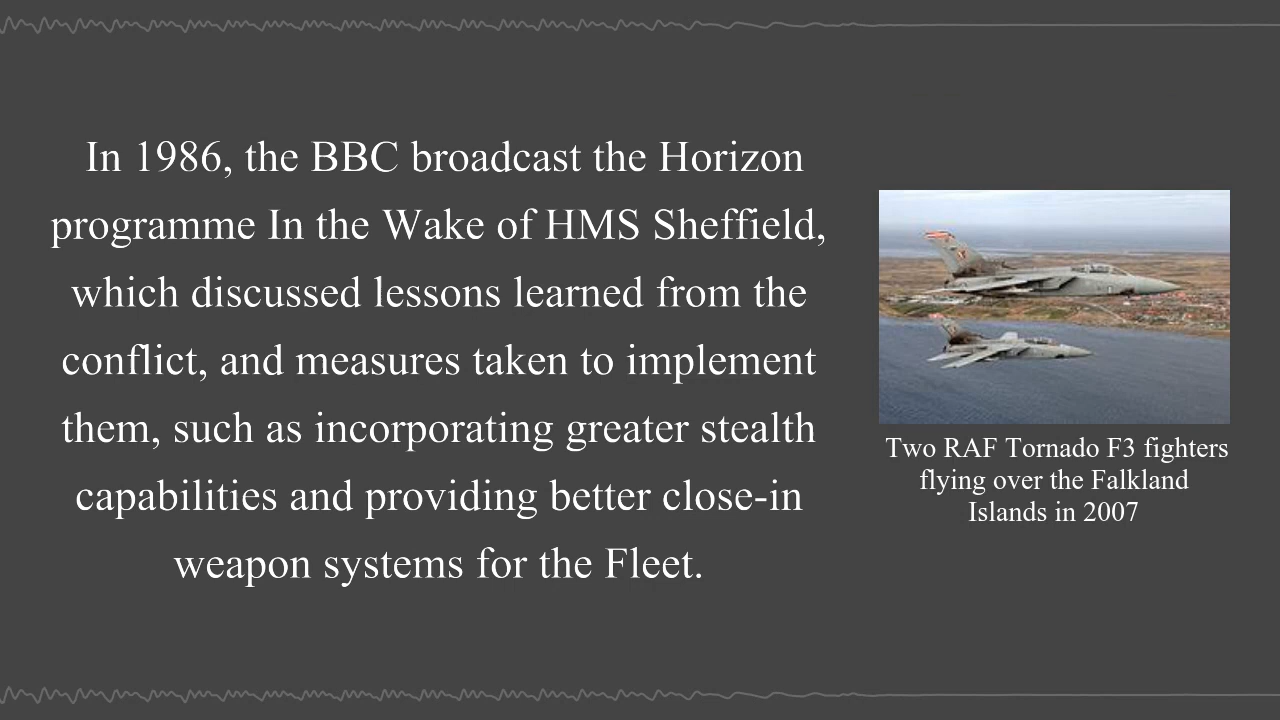 In 1986, the BBC broadcast the Horizon
programme In the Wake of HMS Sheffield,
which discussed lessons learned from the
conflict, and measures taken to implement
them, such as incorporating greater stealth
capabilities and providing better close-in
weapon systems for the Fleet.
Two RAF Tornado F3 fighters
flying over the Falkland
Islands in 2007